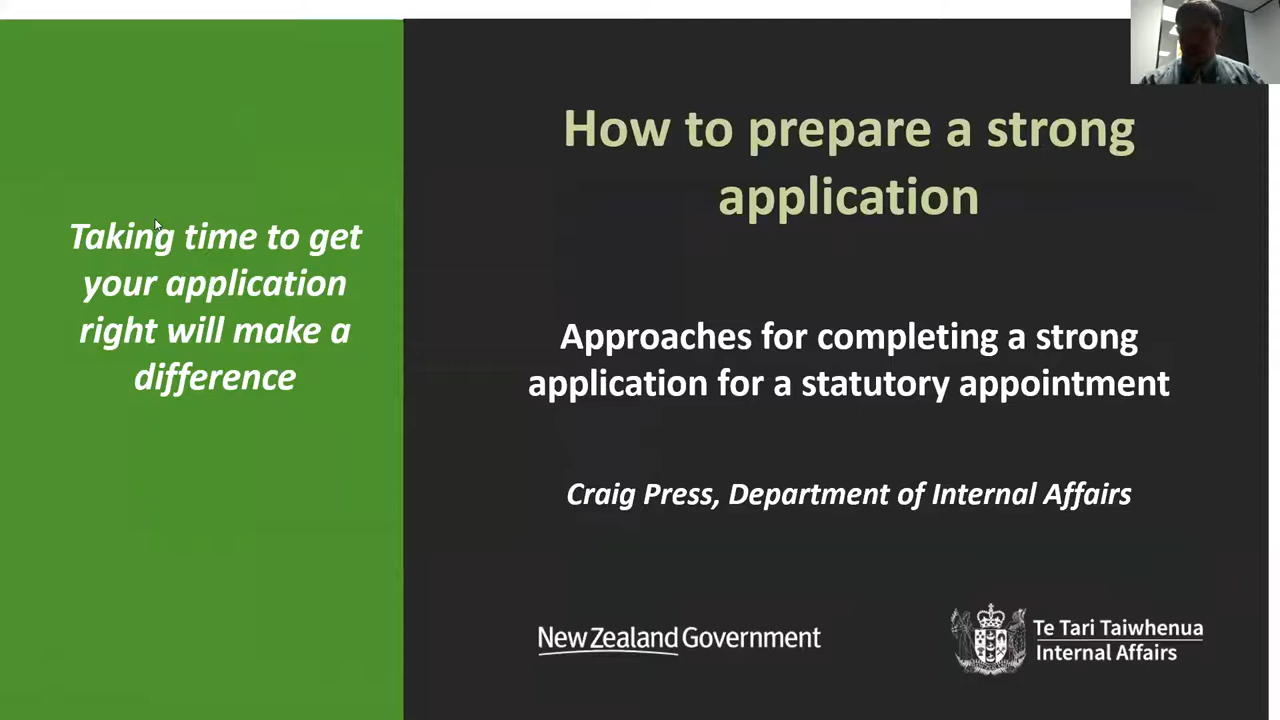 Taking time to get
your application
right will make a
difference
How to prepare a strong
application
Approaches for completing a strong
application for a statutory appointment
Craig Press, Department of Internal Affairs
New Zealand Government
Te Tari Taiwhenua
Internal Affairs